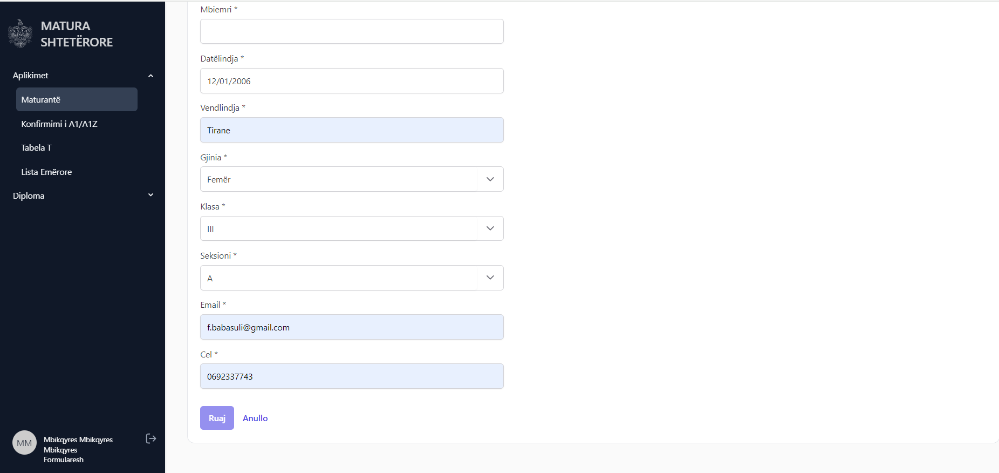 MATURA
SHTETËRORE
Aplikimet
Maturantë
Konfirmimi i A1/A1Z
Tabela T
Lista Emërore
Diploma
MM
Mbikqyres Mbikqyres
Mbikqyres
Formularesh
Mbiemri *
Datëlindja *
12/01/2006
Vendlindja *
Tirane
Gjinia *
Femër
Klasa *
III
Seksioni *
A
Email *
f.babasuli@gmail.com
Cel *
0692337743
Ruaj
Anullo